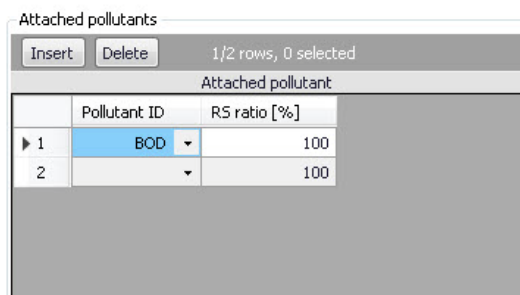 Attached pollutants
Insert Delete 1/2 rows, 0 selected
Attached pollutant
Pollutant ID RS ratio [%]
1 BOD 100
2 100